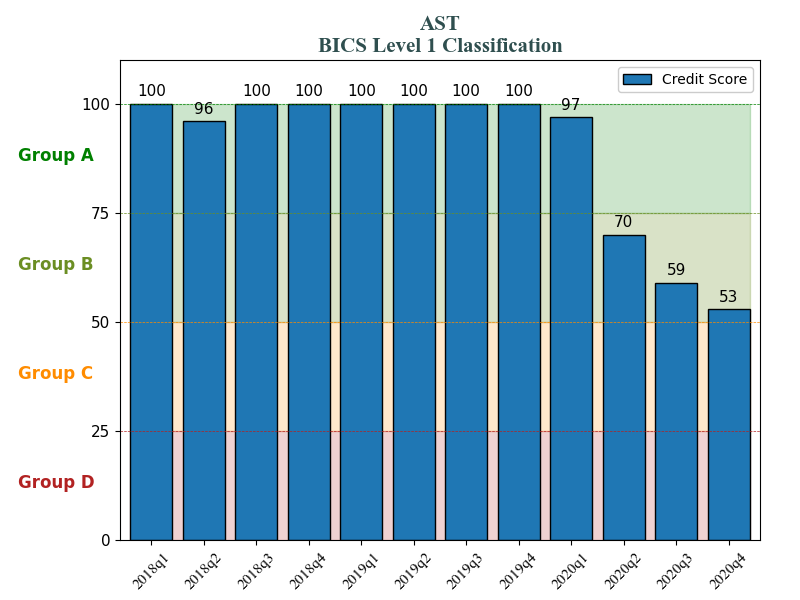 AST
BICS Level 1 Classification
Credit Score
100
96
100
100
100
100
100
100
97
70
59
53
100
75
50
25
0
Group A
Group B
Group C
Group D
2018q1
2018q2
2018q3
2018q4
2019q1
2019q2
2019q3
2019q4
2020q1
2020q2
2020q3
2020q4